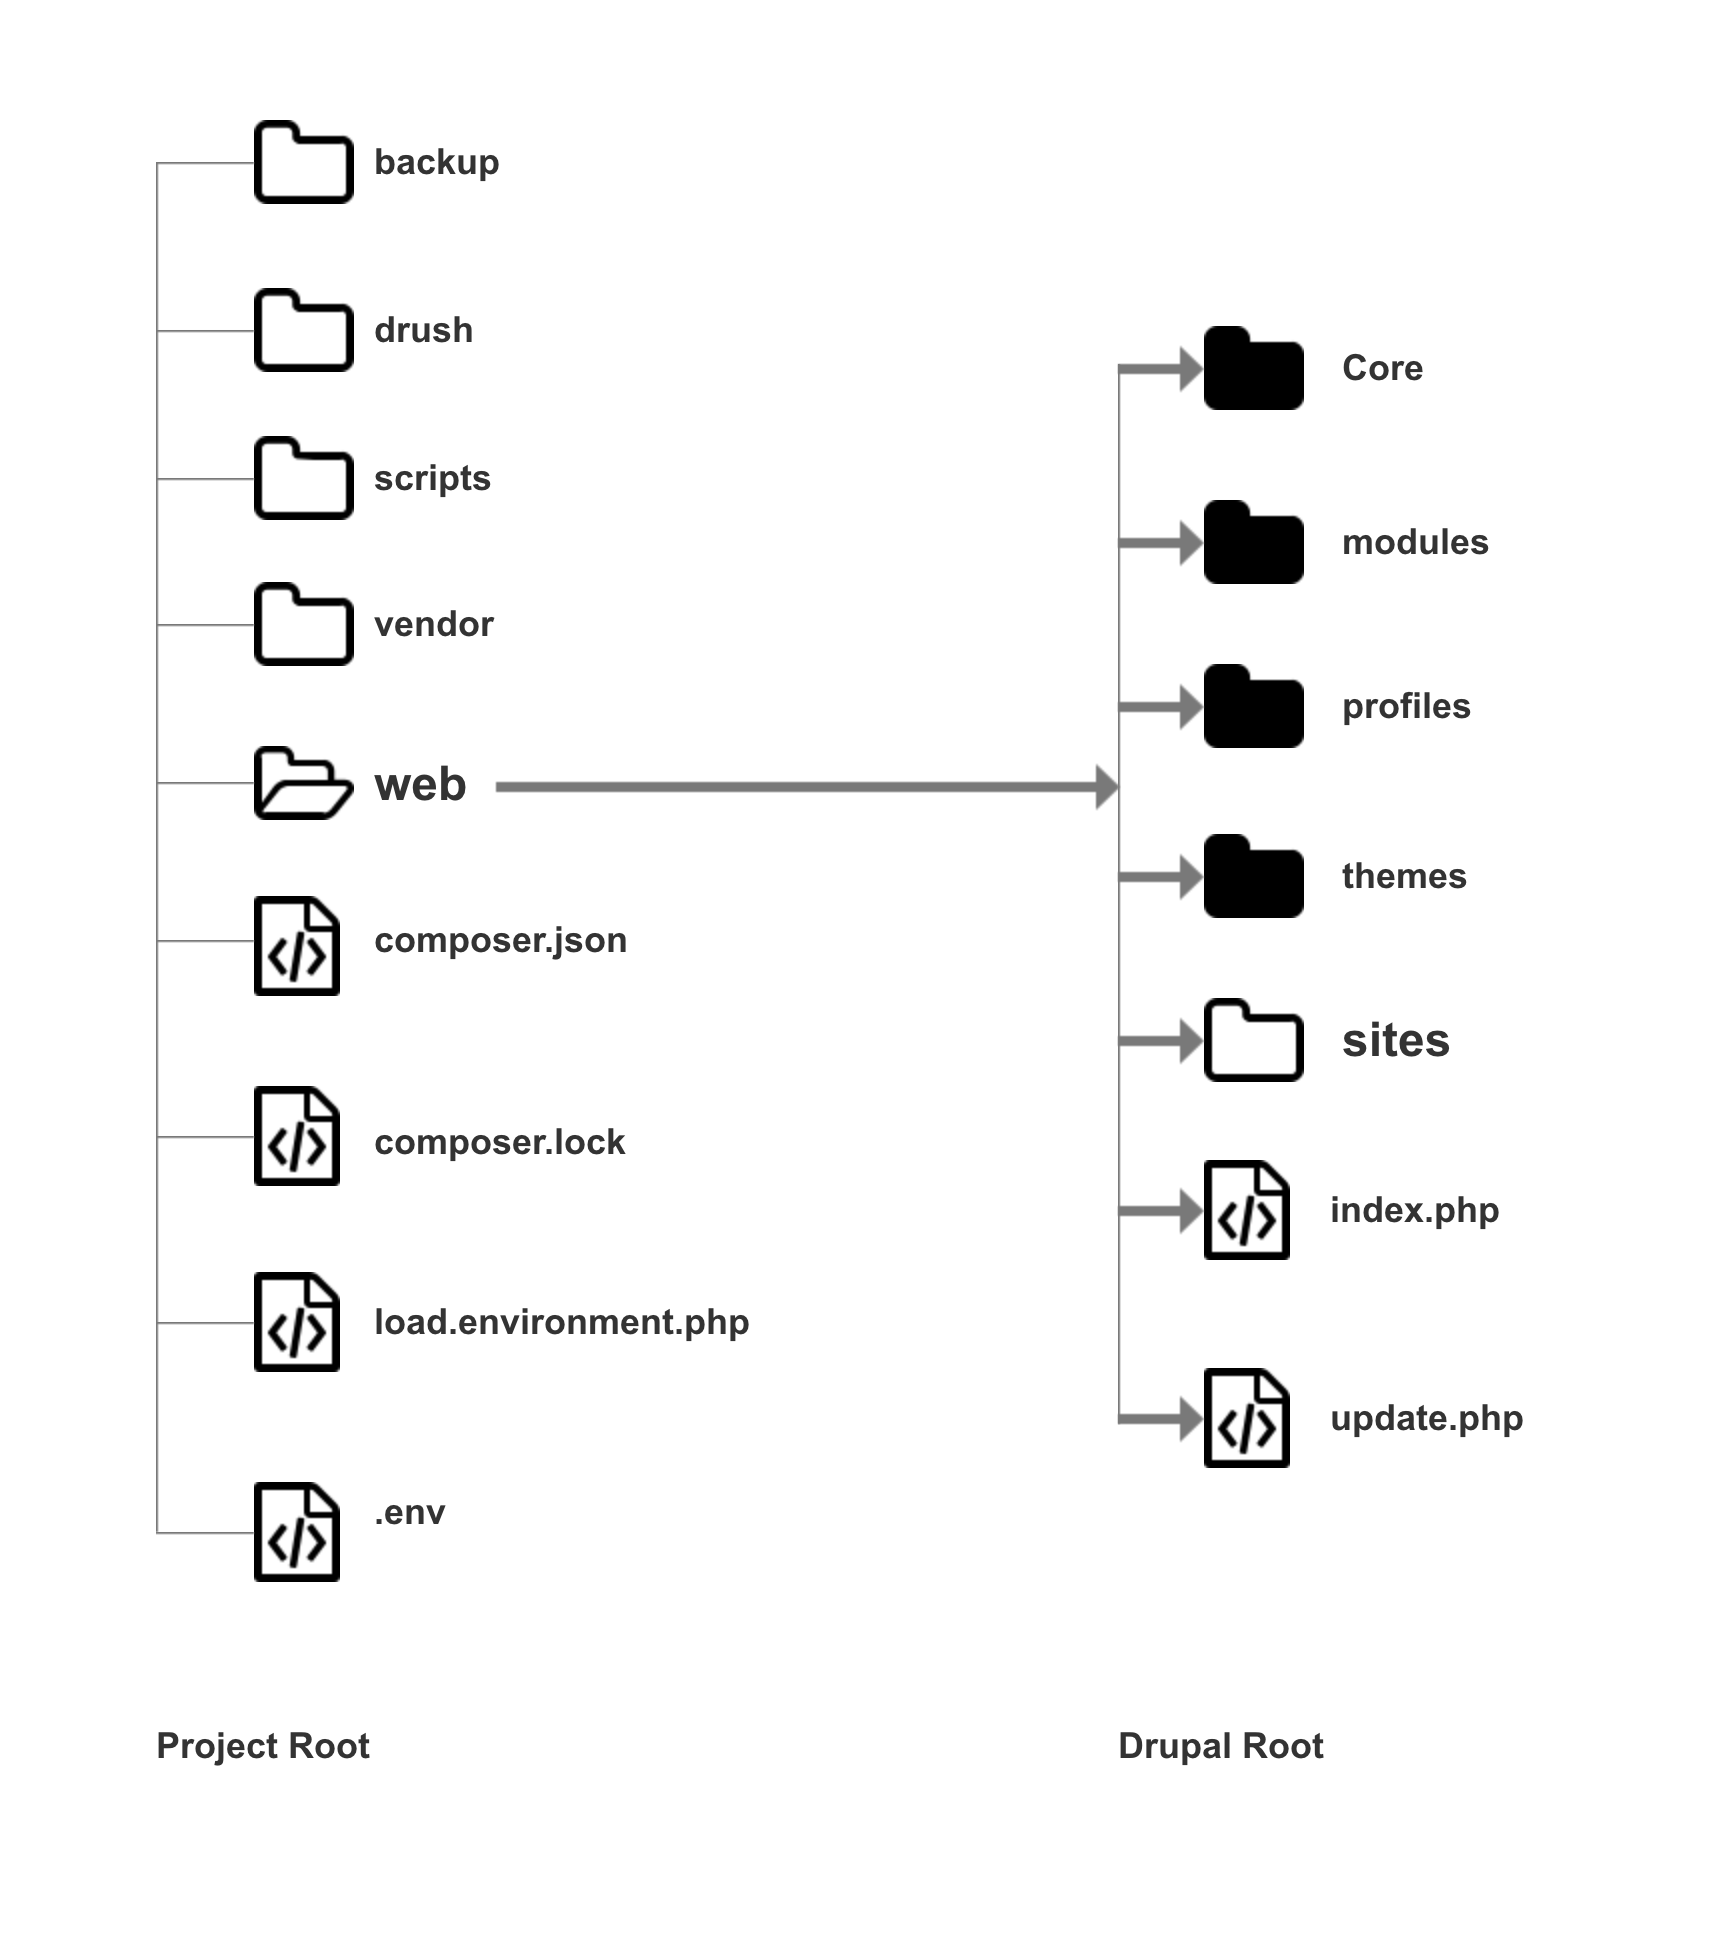 backup
drush
scripts
vendor
web
composer.json
composer.lock
load.environment.php
.env
Project Root
Core
modules
profiles
themes
sites
index.php
update.php
Drupal Root